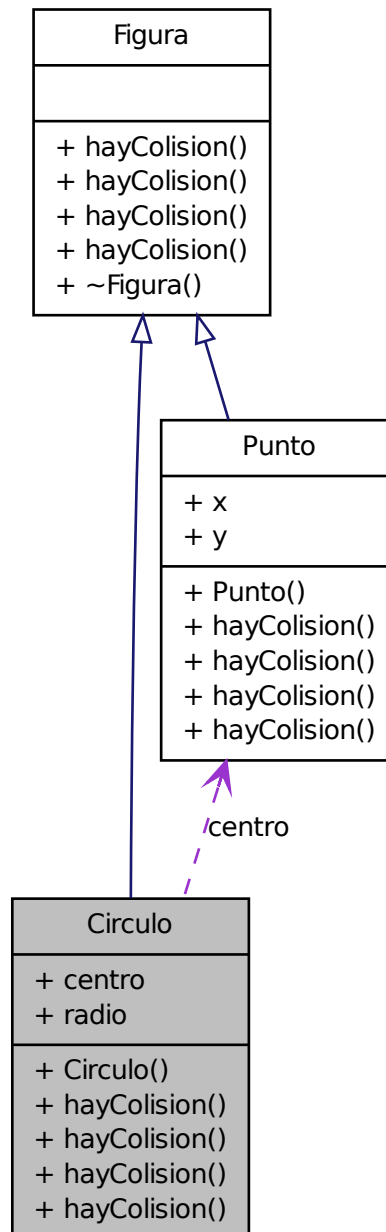 Figura
+ hayColision()
+ hayColision()
+ hayColision()
+ hayColision()
+ ~Figura()
Punto
+ x
+ y
+ Punto()
+ hayColision()
+ hayColision()
+ hayColision()
+ hayColision()
centro
Circulo
+ centro
+ radio
+ Circulo()
+ hayColision()
+ hayColision()
+ hayColision()
+ hayColision()